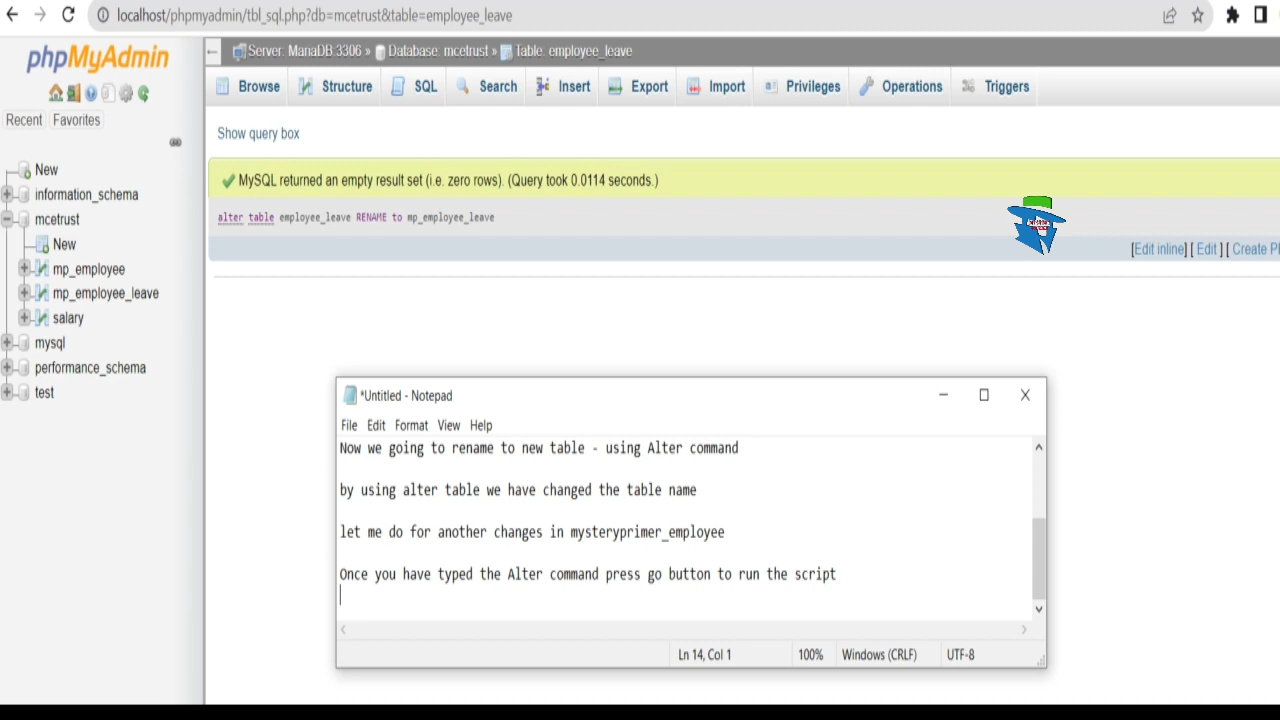 localhost/phpmyadmin/tbl_sql.php?db=mcetrust&table=employee_leave
phpMyAdmin
Recent Favorites
New
information_schema
mcetrust
New
mp_employee
mp_employee_leave
salary
mysql
performance_schema
test
Server: MariaDB:3306 » Database: mcetrust » Table: employee_leave
Browse Structure SQL Search Insert Export Import Privileges Operations Triggers
Show query box
MySQL returned an empty result set (i.e. zero rows). (Query took 0.0114 seconds.)
alter table employee_leave RENAME to mp_employee_leave
[Edit inline] [ Edit ] [ Create P
*Untitled - Notepad
File Edit Format View Help
Now we going to rename to new table - using Alter command
by using alter table we have changed the table name
let me do for another changes in mysteryprimer_employee
Once you have typed the Alter command press go button to run the script
Ln 14, Col 1 100% Windows (CRLF) UTF-8